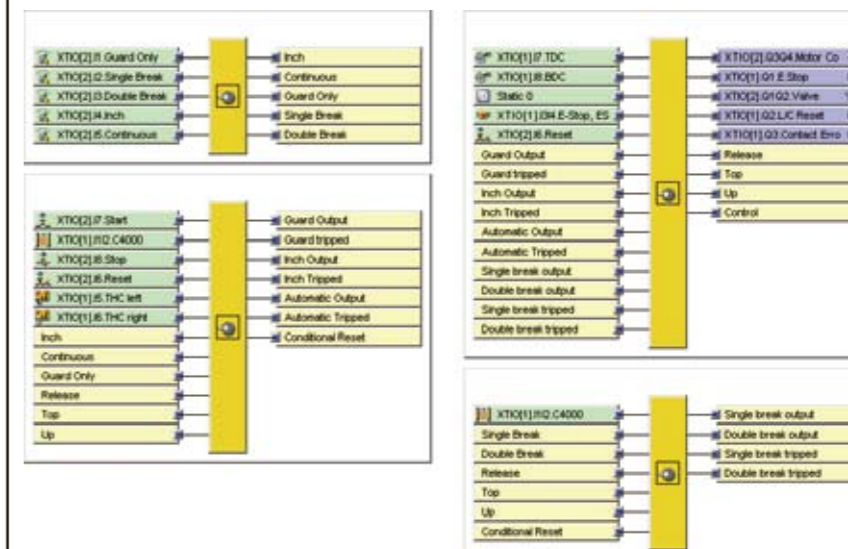 XTIO[2].I1 Guard Only
XTIO[2].I2.Single Break
XTIO[2].I3.Double Break
XTIO[2].I4.Inch
XTIO[2].I5.Continuous
Inch
Continuous
Guard Only
Single Break
Double Break
XTIO[2].I7.Start
XTIO[1].I1I2.C4000
XTIO[2].I8.Stop
XTIO[2].I6.Reset
XTIO[1].I5.THC left
XTIO[1].I6.THC right
Inch
Continuous
Guard Only
Release
Top
Up
Guard Output
Guard tripped
Inch Output
Inch Tripped
Automatic Output
Automatic Tripped
Conditional Reset
XTIO[1].I7.TDC
XTIO[1].I8.BDC
Static 0
XTIO[1].I3I4.E-Stop, ES
XTIO[2].I6.Reset
Guard Output
Guard tripped
Inch Output
Inch Tripped
Automatic Output
Automatic Tripped
Single break output
Double break output
Single break tripped
Double break tripped
XTIO[2].Q3Q4.Motor Co
XTIO[1].Q1.E.Stop
XTIO[2].Q1Q2.Valve
XTIO[1].Q2.L/C Reset
XTIO[1].Q3.Contact Erro
Release
Top
Up
Control
XTIO[1].I1I2.C4000
Single Break
Double Break
Release
Top
Up
Conditional Reset
Single break output
Double break output
Single break tripped
Double break tripped